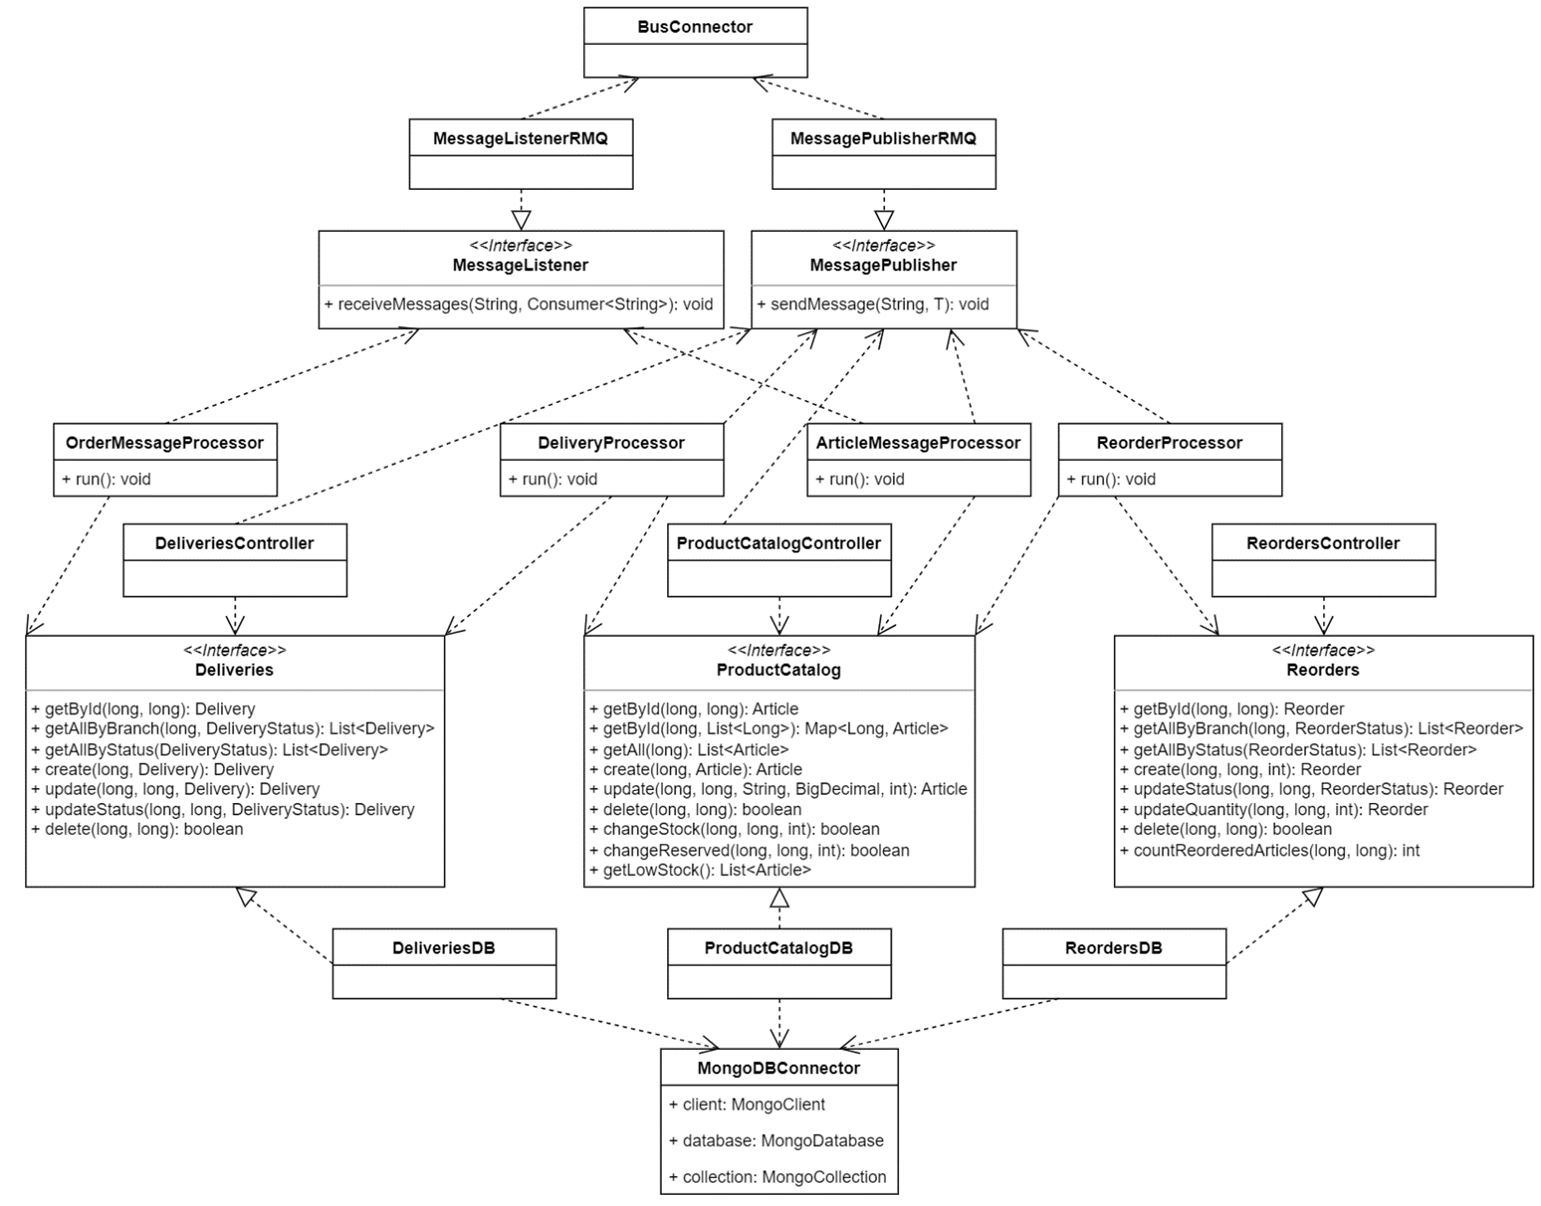 BusConnector
MessageListenerRMQ
MessagePublisherRMQ
<<Interface>>
MessageListener
+ receiveMessages(String, Consumer<String>): void
<<Interface>>
MessagePublisher
+ sendMessage(String, T): void
OrderMessageProcessor
+ run(): void
DeliveryProcessor
+ run(): void
ArticleMessageProcessor
+ run(): void
ReorderProcessor
+ run(): void
DeliveriesController
ProductCatalogController
ReordersController
<<Interface>>
Deliveries
+ getById(long, long): Delivery
+ getAllByBranch(long, DeliveryStatus): List<Delivery>
+ getAllByStatus(DeliveryStatus): List<Delivery>
+ create(long, Delivery): Delivery
+ update(long, long, Delivery): Delivery
+ updateStatus(long, long, DeliveryStatus): Delivery
+ delete(long, long): boolean
<<Interface>>
ProductCatalog
+ getById(long, long): Article
+ getById(long, List<Long>): Map<Long, Article>
+ getAll(long): List<Article>
+ create(long, Article): Article
+ update(long, long, String, BigDecimal, int): Article
+ delete(long, long): boolean
+ changeStock(long, long, int): boolean
+ changeReserved(long, long, int): boolean
+ getLowStock(): List<Article>
<<Interface>>
Reorders
+ getById(long, long): Reorder
+ getAllByBranch(long, ReorderStatus): List<Reorder>
+ getAllByStatus(ReorderStatus): List<Reorder>
+ create(long, long, int): Reorder
+ updateStatus(long, long, ReorderStatus): Reorder
+ updateQuantity(long, long, int): Reorder
+ delete(long, long): boolean
+ countReorderedArticles(long, long): int
DeliveriesDB
ProductCatalogDB
ReordersDB
MongoDBConnector
+ client: MongoClient
+ database: MongoDatabase
+ collection: MongoCollection